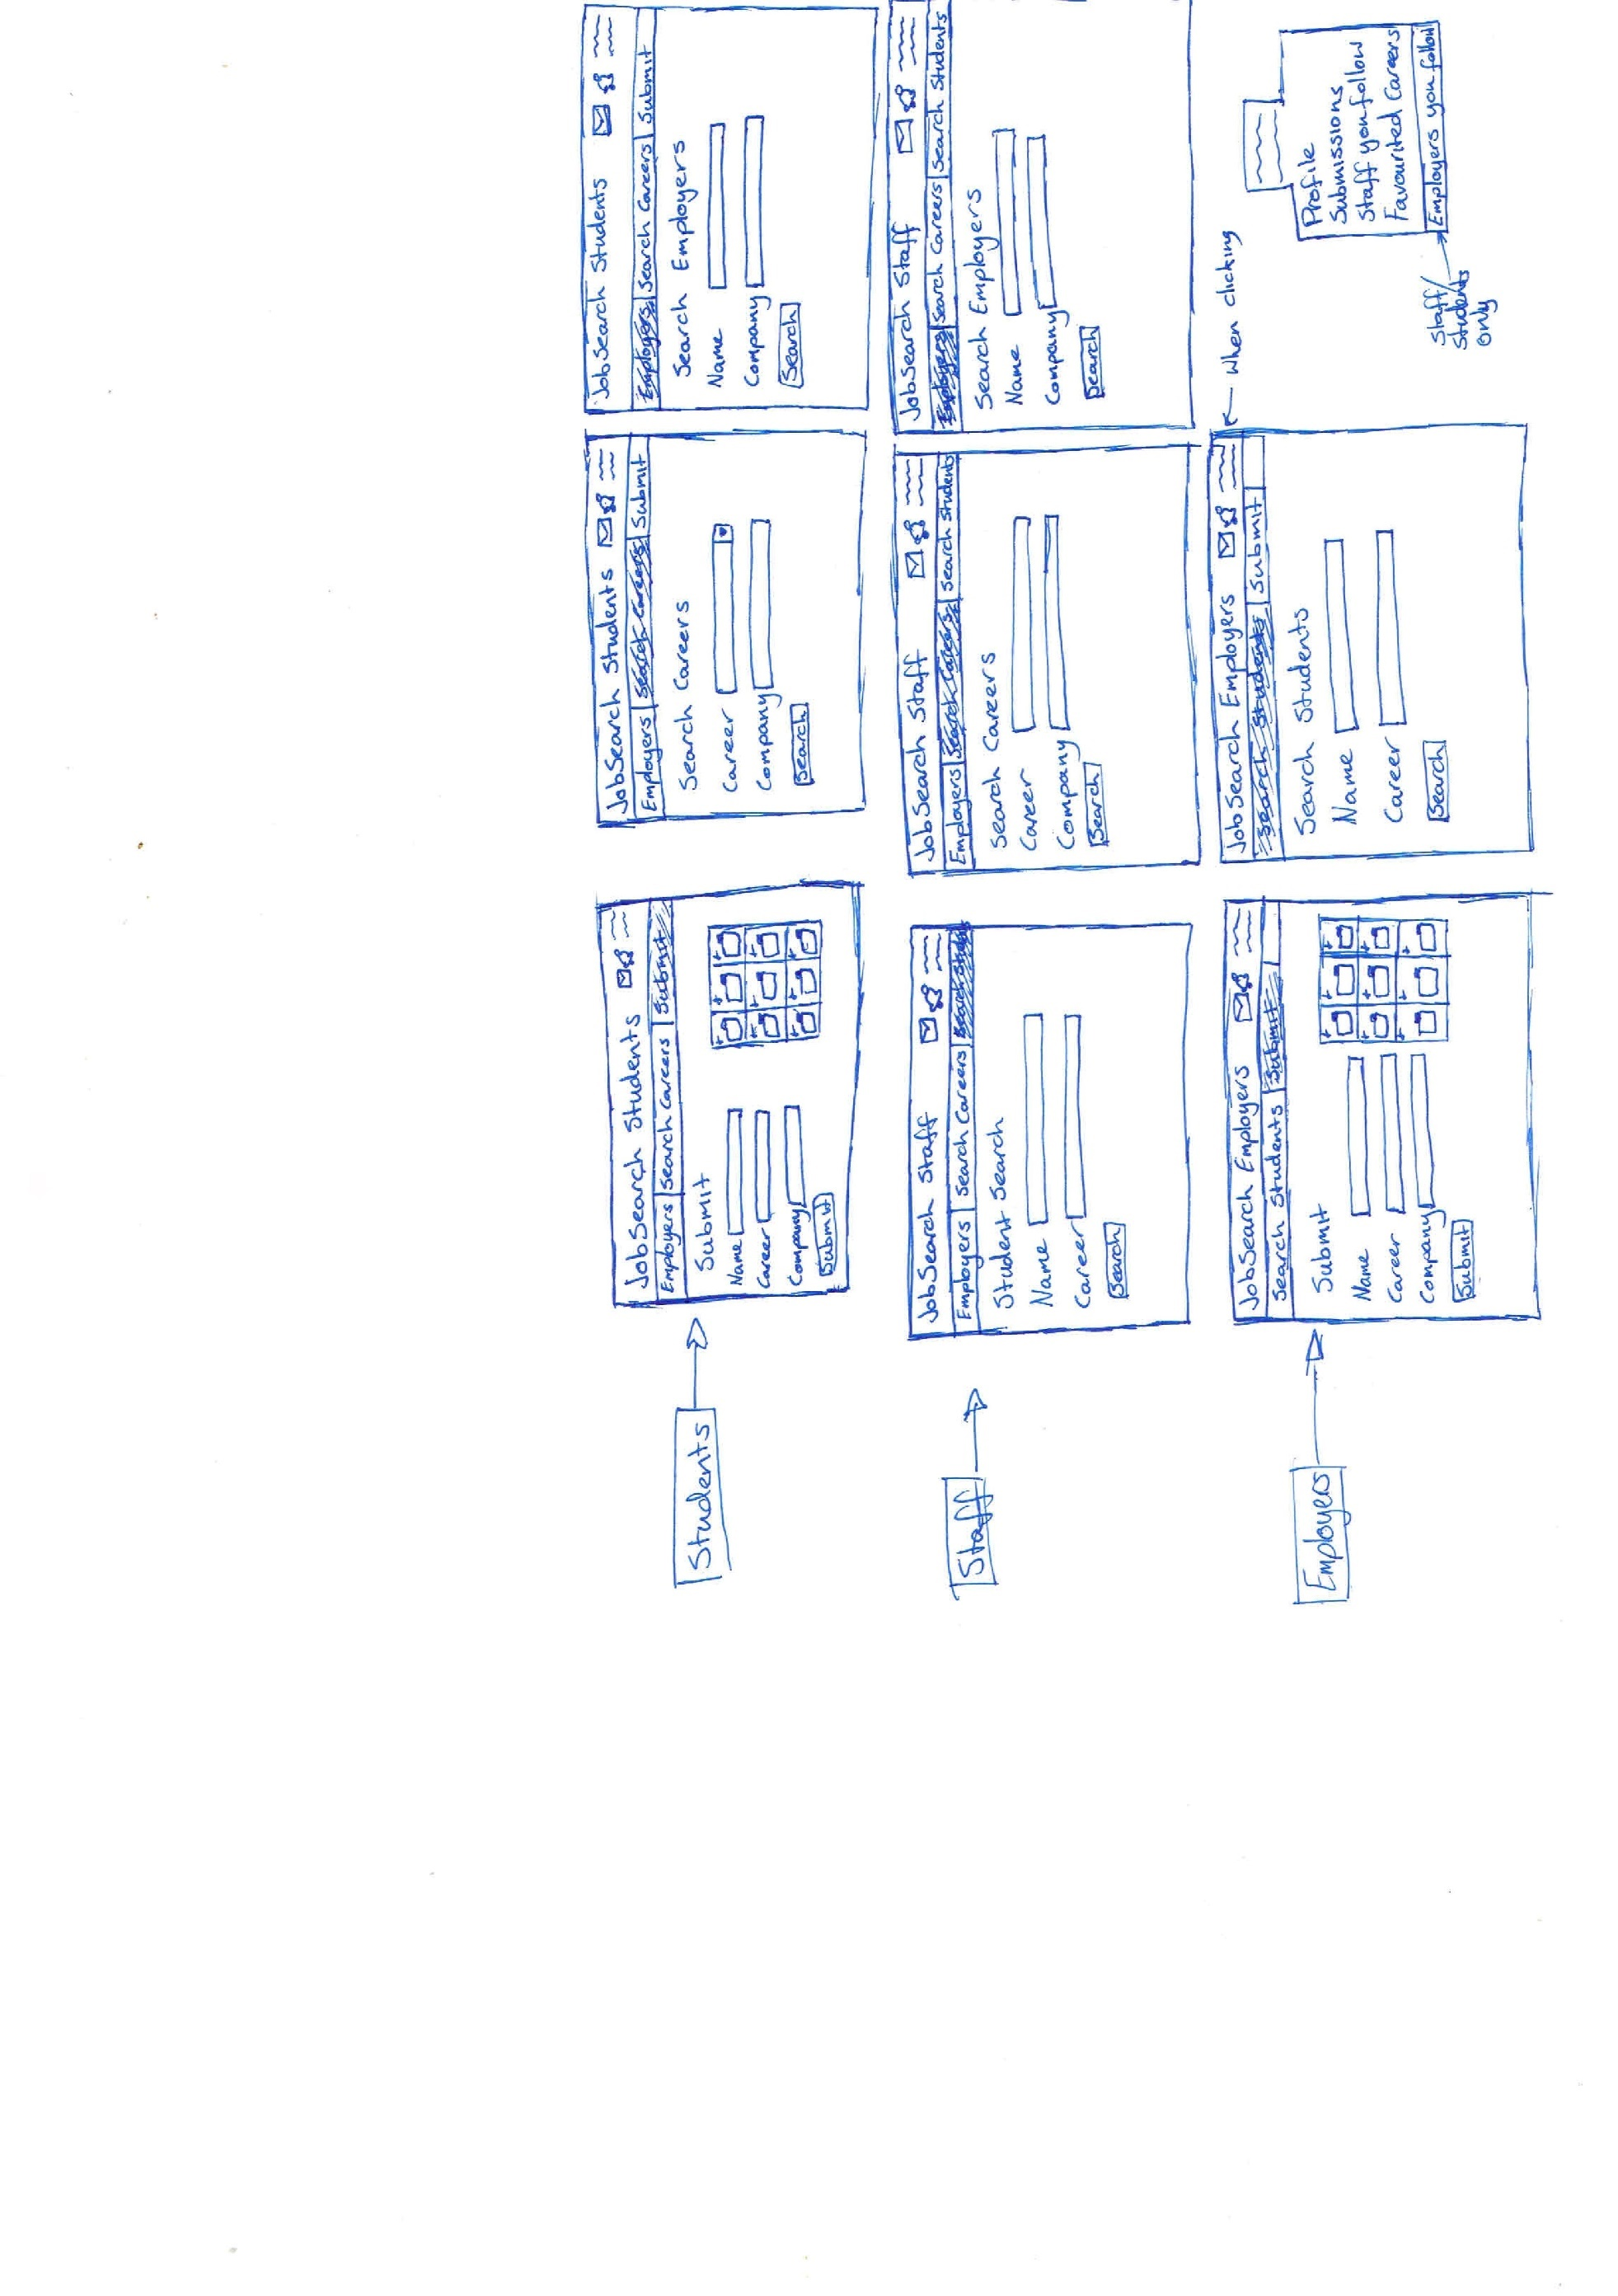 Students
JobSearch Students
Employers Search Careers Submit
Submit
Name
Career
Company
Submit
JobSearch Students
Employers Search Careers Submit
Search Careers
Career
Company
Search
JobSearch Students
Employers Search Careers Submit
Search Employers
Name
Company
Search
Staff
JobSearch Staff
Employers Search Careers Search Students
Student Search
Name
Career
Search
JobSearch Staff
Employers Search Careers Search Students
Search Careers
Career
Company
Search
JobSearch Staff
Employers Search Careers Search Students
Search Employers
Name
Company
Search
Employers
JobSearch Employers
Search Students Submit
Submit
Name
Career
Company
Submit
JobSearch Employers
Search Students Submit
Search Students
Name
Career
Search
When clicking
Profile
Submissions
Staff you follow
Favourited Careers
Employers you follow
Staff/
Students
only